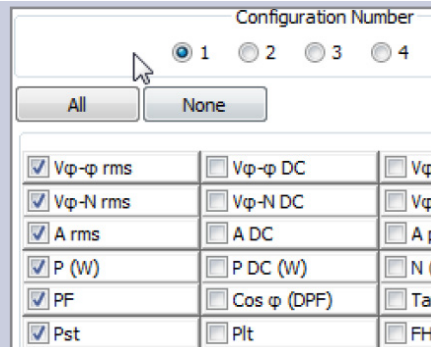 Configuration Number
1 2 3 4
All None
Vφ-φ rms Vφ-φ DC
Vφ-N rms Vφ-N DC
A rms A DC A
P (W) P DC (W) N
PF Cos φ (DPF)
Pst Plt